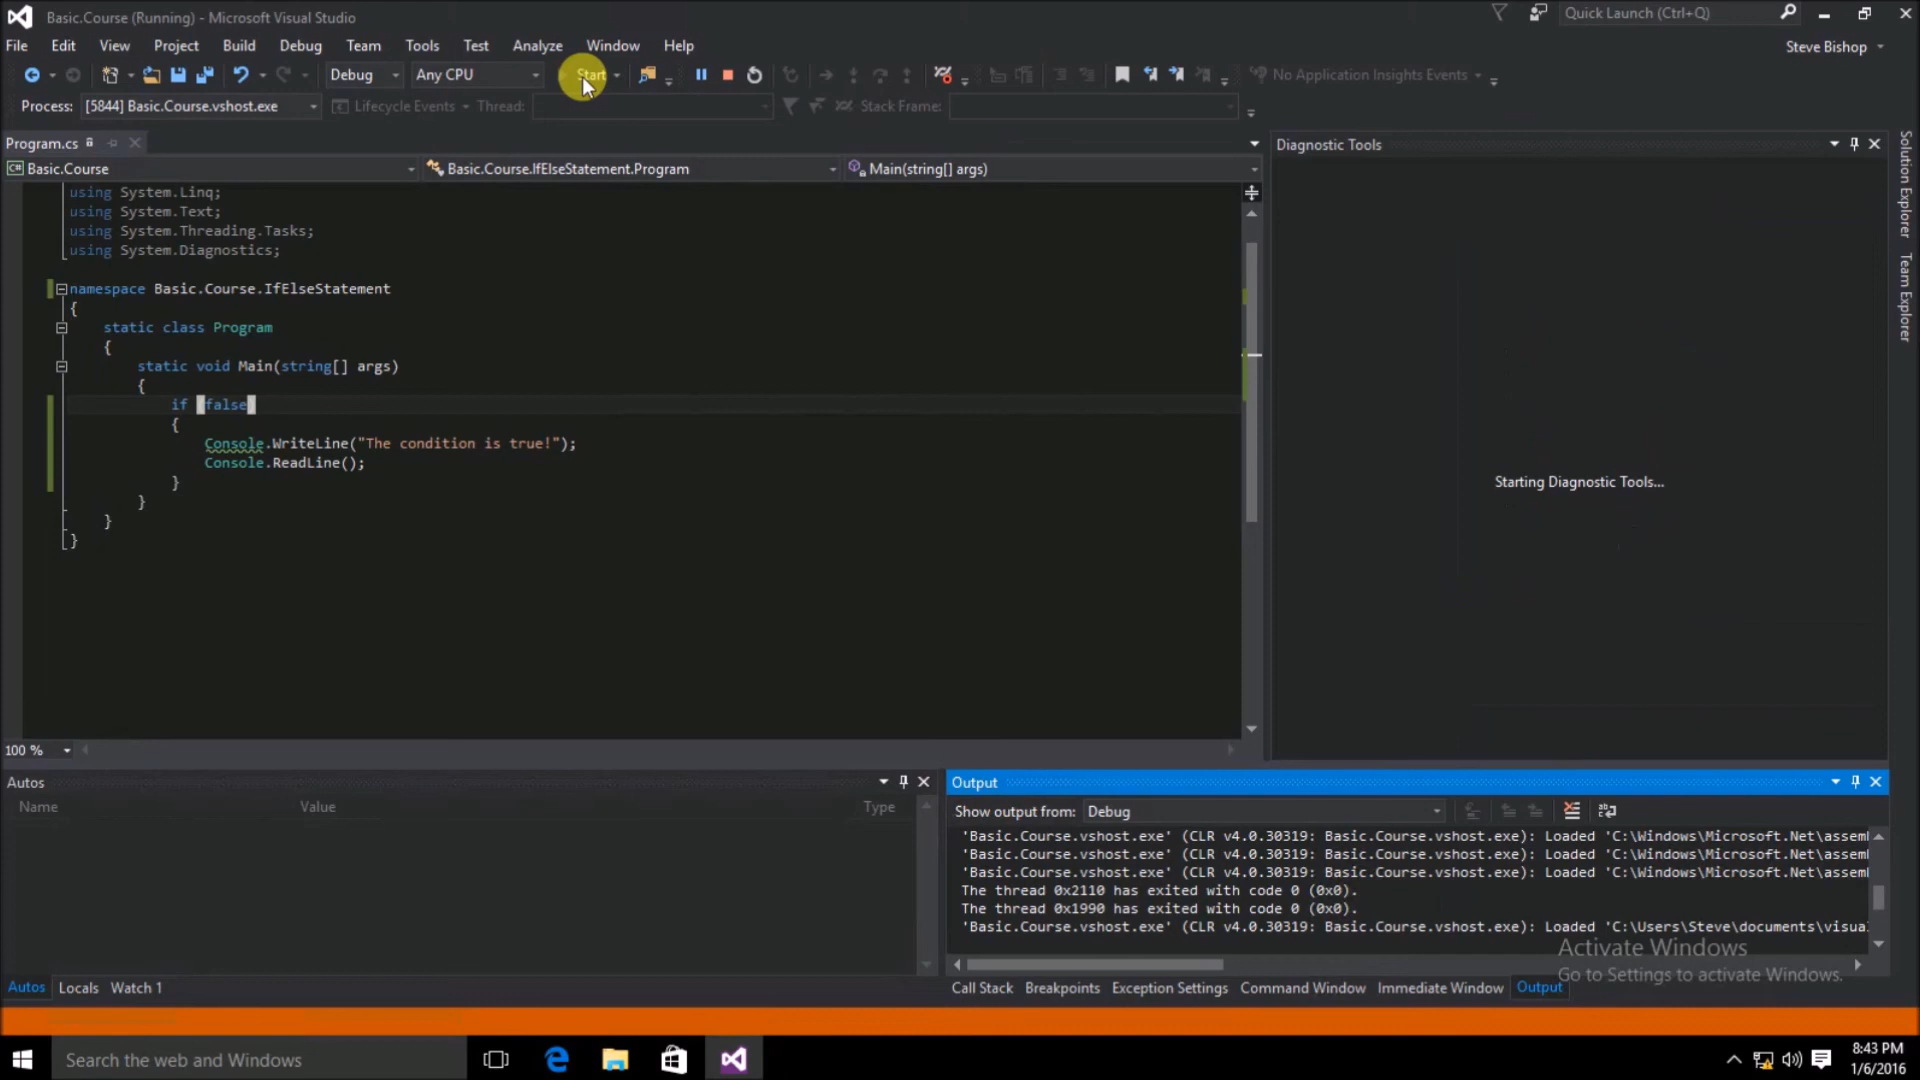 Basic.Course (Running) - Microsoft Visual Studio
Quick Launch (Ctrl+Q)
File Edit View Project Build Debug Team Tools Test Analyze Window Help
Steve Bishop
Debug Any CPU Start No Application Insights Events
Process: [5844] Basic.Course.vshost.exe Lifecycle Events Thread: Stack Frame:
Program.cs
Basic.Course Basic.Course.IfElseStatement.Program Main(string[] args)
using System.Linq;
using System.Text;
using System.Threading.Tasks;
using System.Diagnostics;
namespace Basic.Course.IfElseStatement
{
static class Program
{
static void Main(string[] args)
{
if (false)
{
Console.WriteLine("The condition is true!");
Console.ReadLine();
}
}
}
}
100 %
Diagnostic Tools
Starting Diagnostic Tools...
Solution Explorer
Team Explorer
Autos
Name Value Type
Autos Locals Watch 1
Output
Show output from: Debug
'Basic.Course.vshost.exe' (CLR v4.0.30319: Basic.Course.vshost.exe): Loaded 'C:\Windows\Microsoft.Net\assemb
'Basic.Course.vshost.exe' (CLR v4.0.30319: Basic.Course.vshost.exe): Loaded 'C:\Windows\Microsoft.Net\assemb
'Basic.Course.vshost.exe' (CLR v4.0.30319: Basic.Course.vshost.exe): Loaded 'C:\Windows\Microsoft.Net\assemb
The thread 0x2110 has exited with code 0 (0x0).
The thread 0x1990 has exited with code 0 (0x0).
'Basic.Course.vshost.exe' (CLR v4.0.30319: Basic.Course.vshost.exe): Loaded 'C:\Users\Steve\documents\visua
Activate Windows
Go to Settings to activate Windows.
Call Stack Breakpoints Exception Settings Command Window Immediate Window Output
Search the web and Windows
8:43 PM
1/6/2016